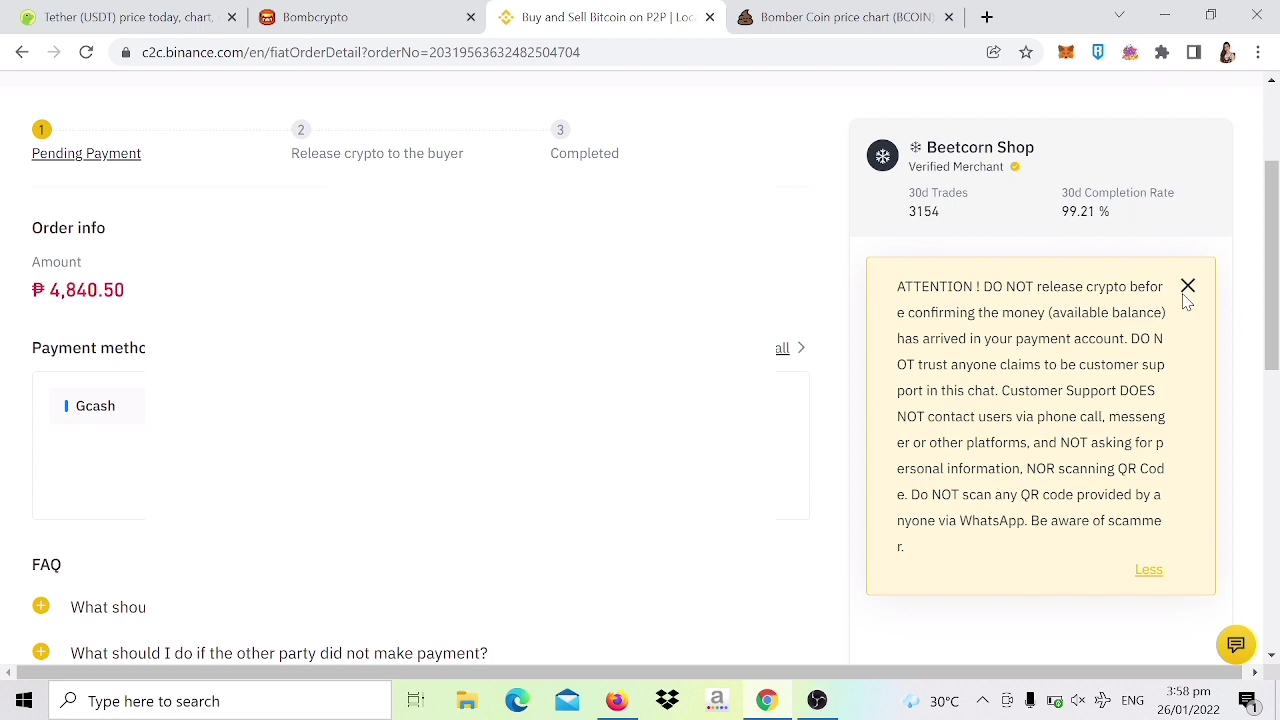 Tether (USDT) price today, chart,
Bombcrypto
Buy and Sell Bitcoin on P2P | Loc
Bomber Coin price chart (BCOIN)
c2c.binance.com/en/fiatOrderDetail?orderNo=20319563632482504704
1
2
3
Pending Payment
Release crypto to the buyer
Completed
Order info
Amount
₱ 4,840.50
Payment metho
all
Gcash
FAQ
What shou
What should I do if the other party did not make payment?
❄ Beetcorn Shop
Verified Merchant
30d Trades
30d Completion Rate
3154
99.21 %
ATTENTION ! DO NOT release crypto befor
e confirming the money (available balance)
has arrived in your payment account. DO N
OT trust anyone claims to be customer sup
port in this chat. Customer Support DOES
NOT contact users via phone call, messeng
er or other platforms, and NOT asking for p
ersonal information, NOR scanning QR Cod
e. Do NOT scan any QR code provided by a
nyone via WhatsApp. Be aware of scamme
r.
Less
Type here to search
a
30°C
ENG
3:58 pm
26/01/2022
1